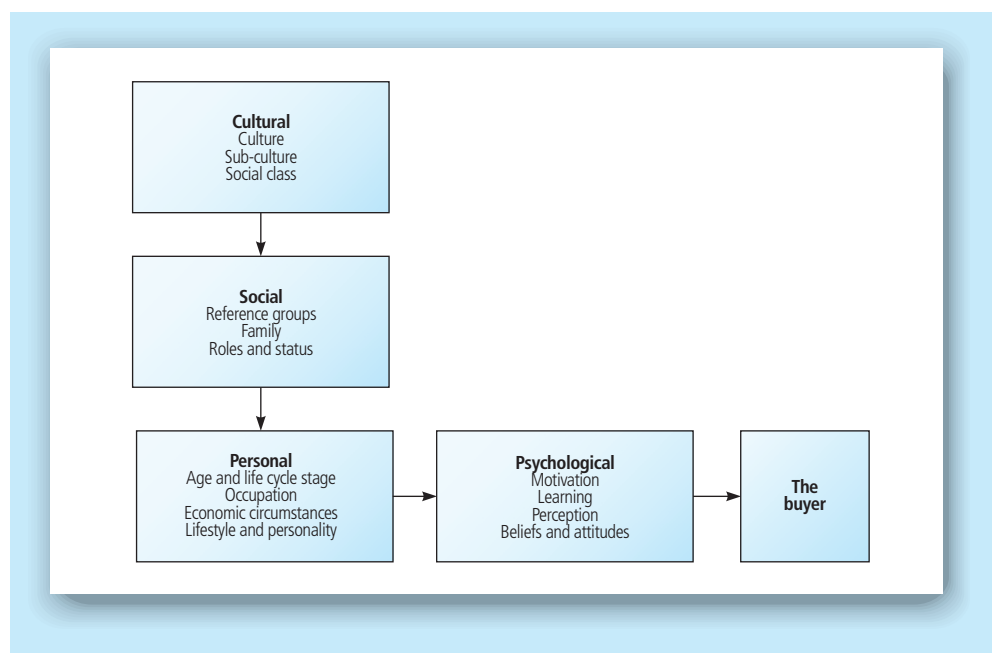 Cultural
Culture
Sub-culture
Social class
Social
Reference groups
Family
Roles and status
Personal
Age and life cycle stage
Occupation
Economic circumstances
Lifestyle and personality
Psychological
Motivation
Learning
Perception
Beliefs and attitudes
The
buyer